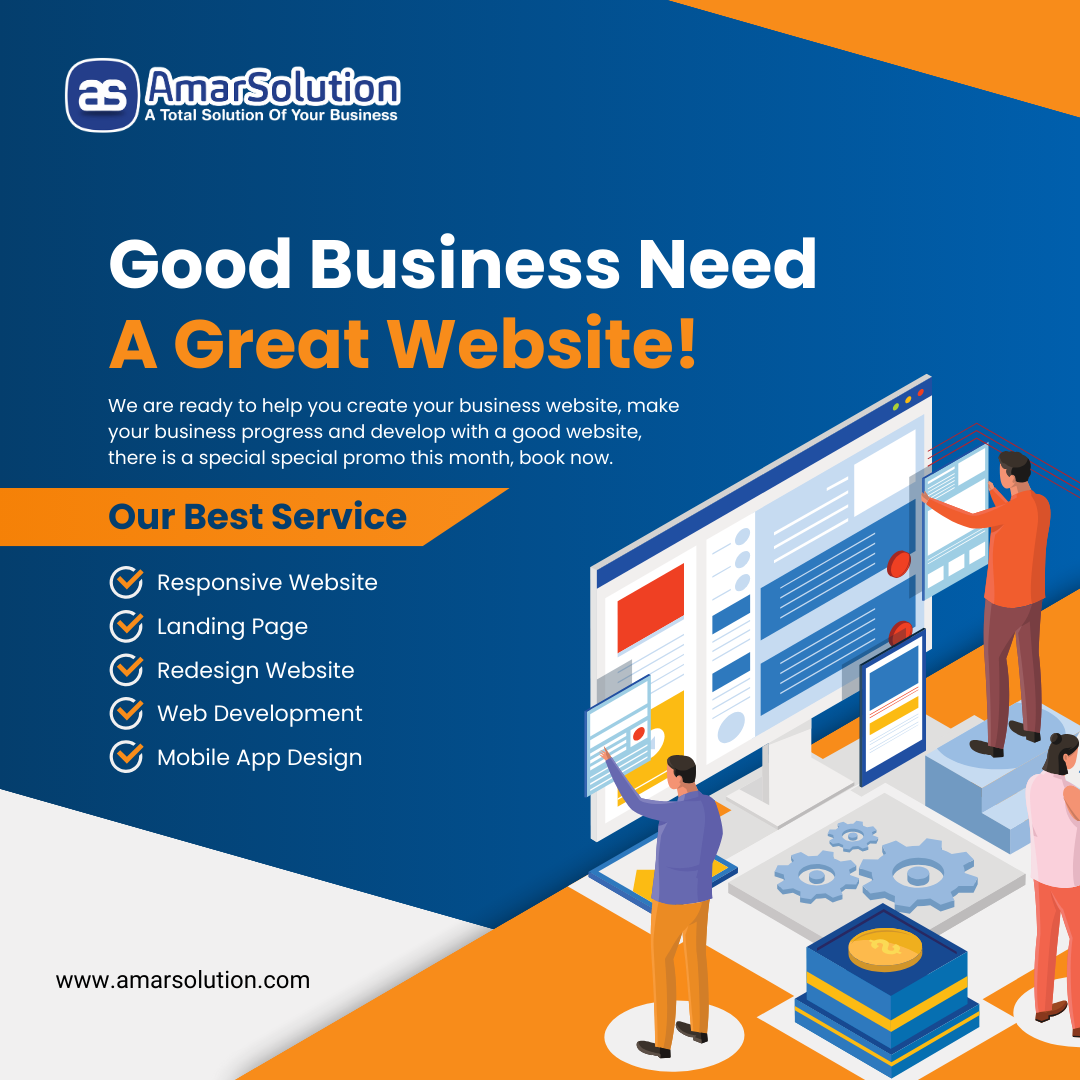 as AmarSolution
A Total Solution Of Your Business
Good Business Need
A Great Website!
We are ready to help you create your business website, make
your business progress and develop with a good website,
there is a special special promo this month, book now.
Our Best Service
Responsive Website
Landing Page
Redesign Website
Web Development
Mobile App Design
www.amarsolution.com